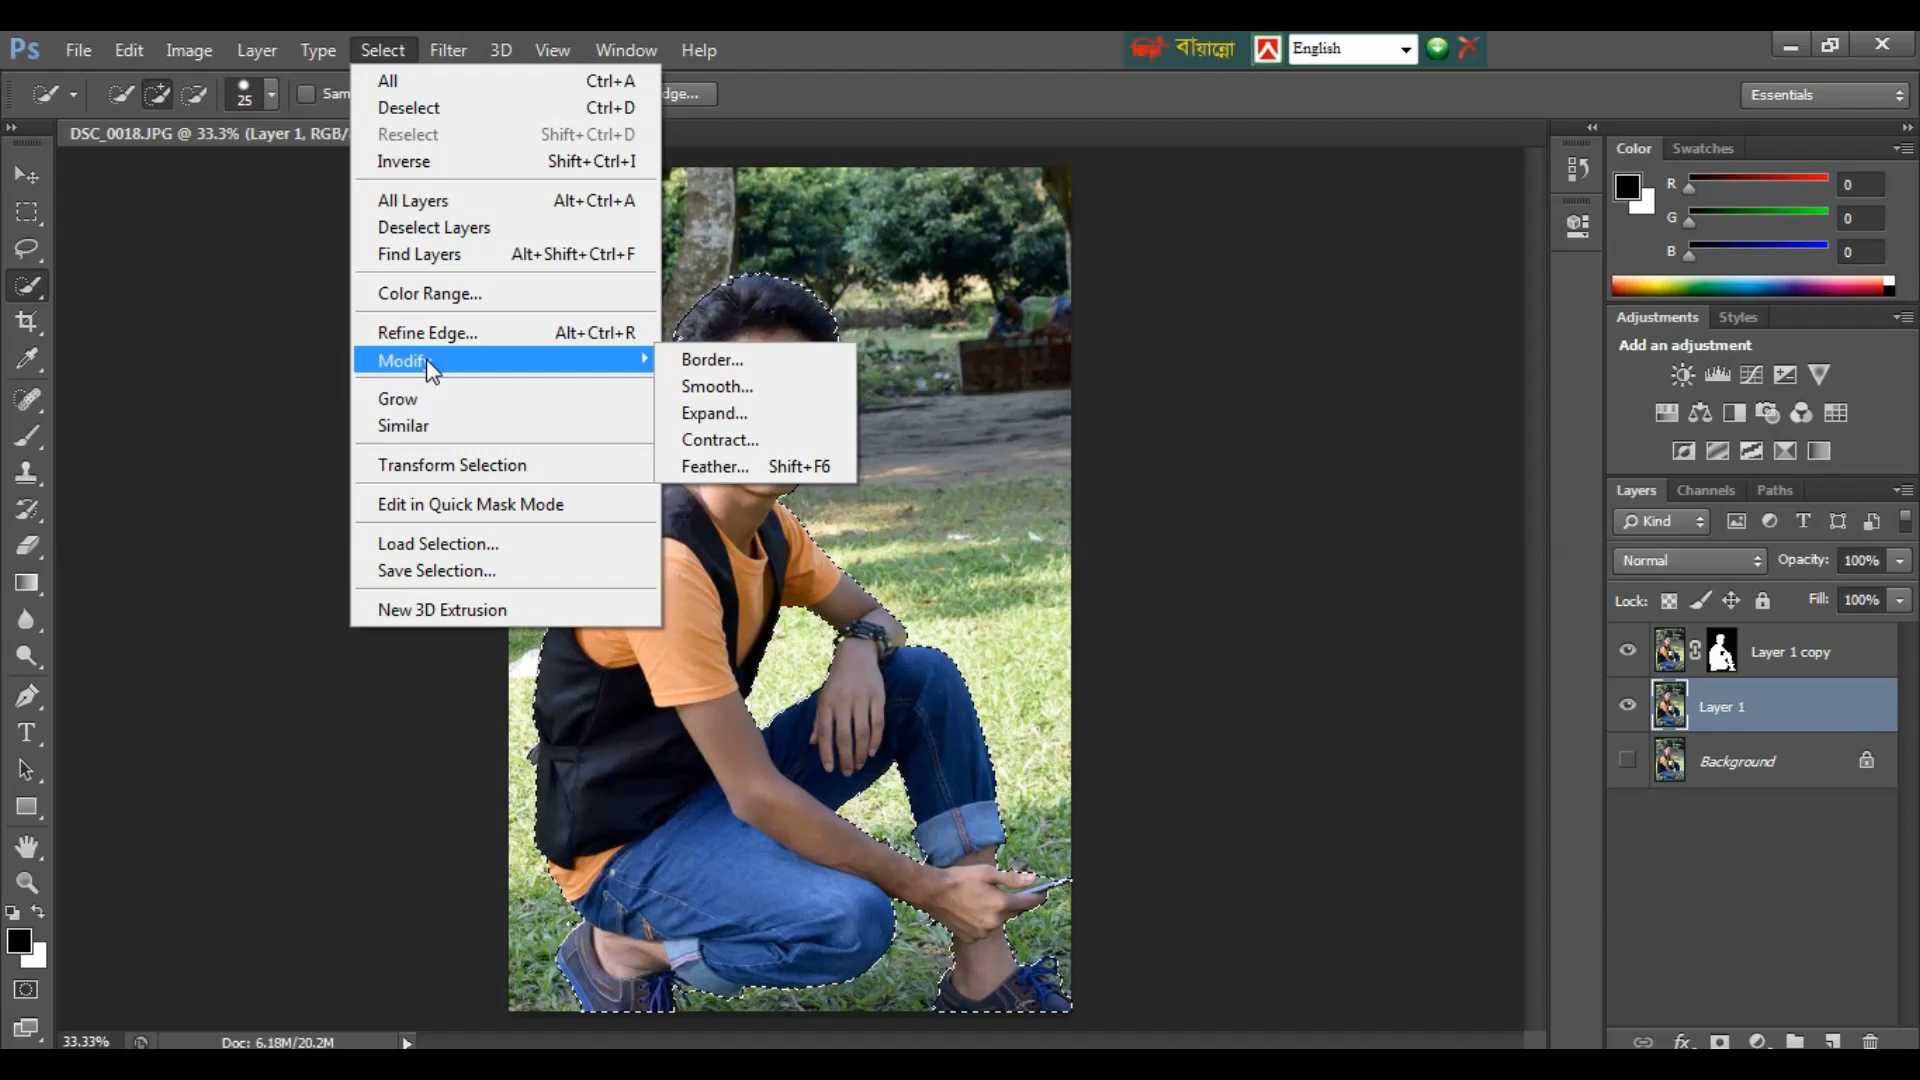 Ps File Edit Image Layer Type Select Filter 3D View Window Help বায়ান্নো English
25 Sam dge... Essentials
DSC_0018.JPG @ 33.3% (Layer 1, RGB/
All Ctrl+A
Deselect Ctrl+D
Reselect Shift+Ctrl+D
Inverse Shift+Ctrl+I
All Layers Alt+Ctrl+A
Deselect Layers
Find Layers Alt+Shift+Ctrl+F
Color Range...
Refine Edge... Alt+Ctrl+R
Modify
Grow
Similar
Transform Selection
Edit in Quick Mask Mode
Load Selection...
Save Selection...
New 3D Extrusion
Border...
Smooth...
Expand...
Contract...
Feather... Shift+F6
Color Swatches
R 0
G 0
B 0
Adjustments Styles
Add an adjustment
Layers Channels Paths
Kind
Normal Opacity: 100%
Lock: Fill: 100%
Layer 1 copy
Layer 1
Background
33.33% Doc: 6.18M/20.2M